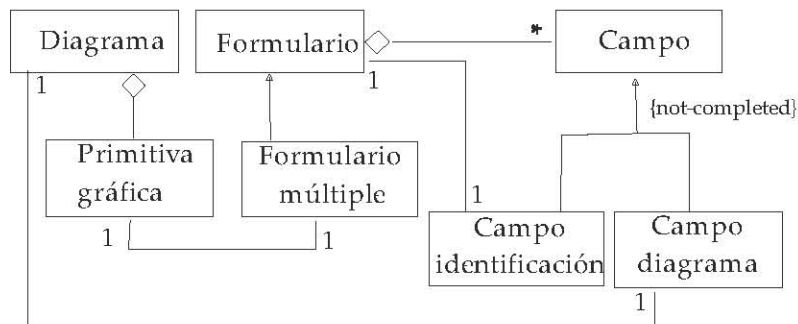 Diagrama
Formulario
*
Campo
1
1
{not-completed}
Primitiva
gráfica
Formulario
múltiple
1
1
1
Campo
identificación
Campo
diagrama
1